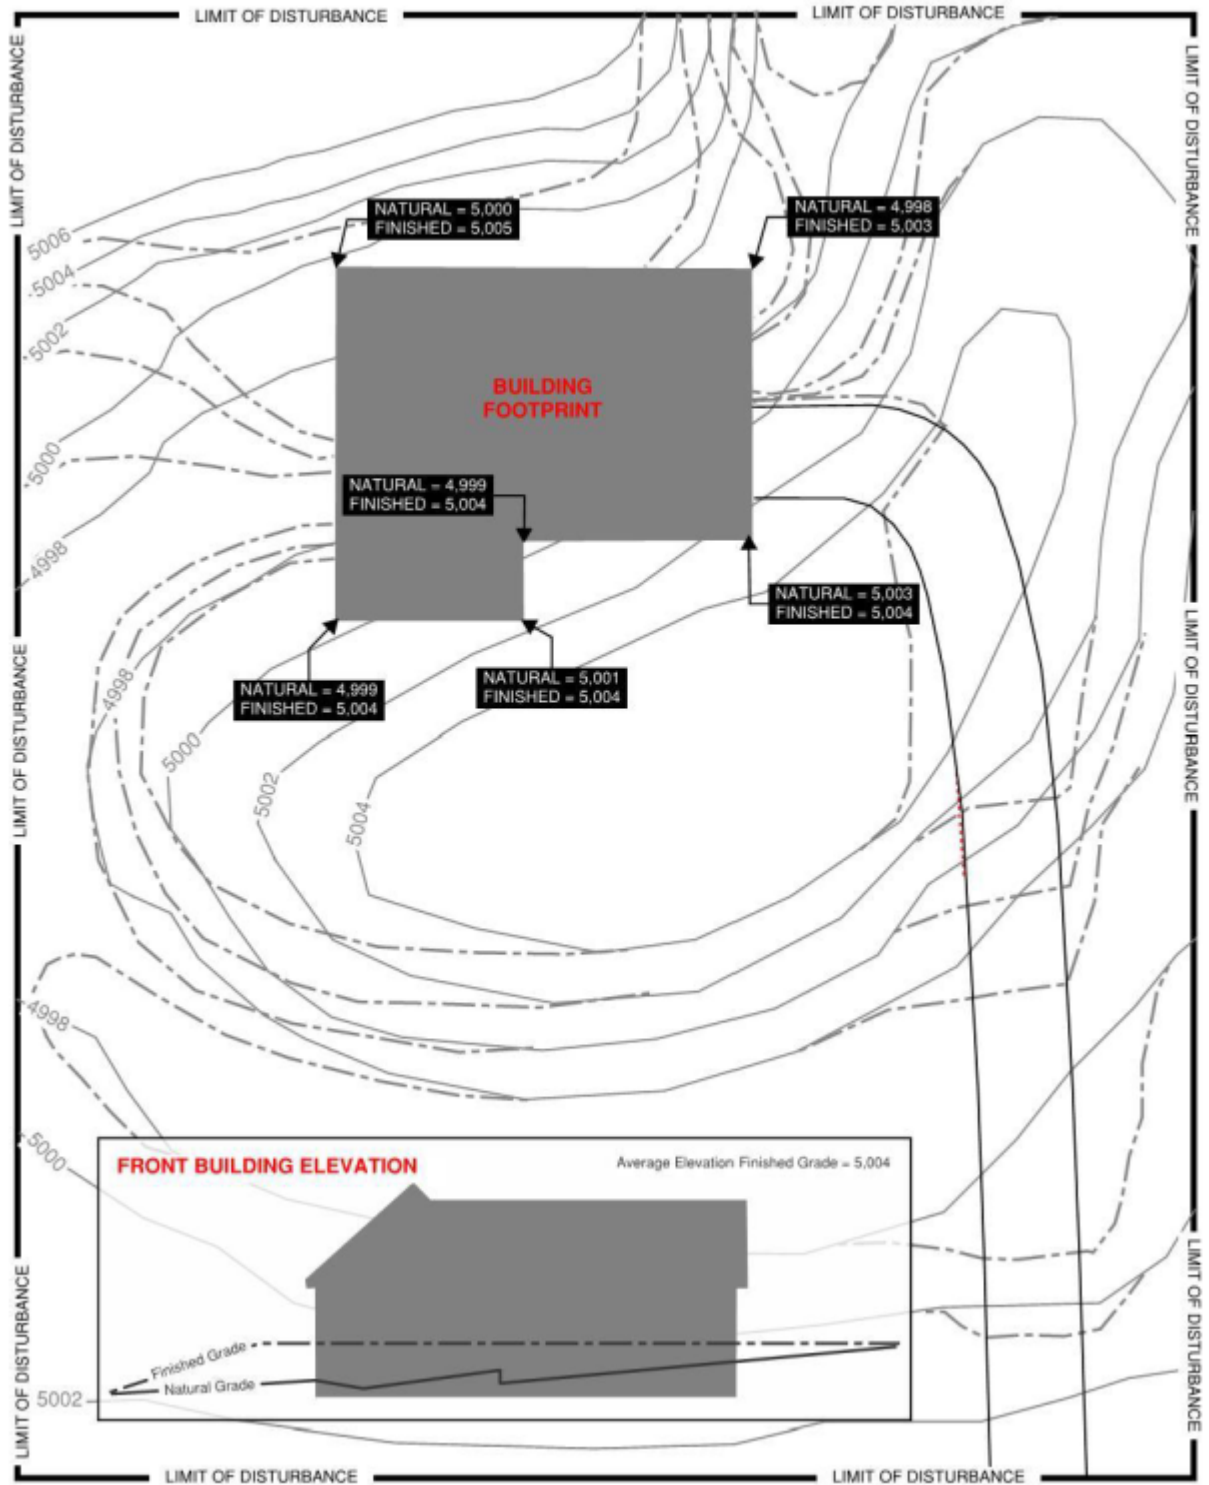 LIMIT OF DISTURBANCE
LIMIT OF DISTURBANCE
LIMIT OF DISTURBANCE
LIMIT OF DISTURBANCE
NATURAL = 5,000
FINISHED = 5,005
NATURAL = 4,998
FINISHED = 5,003
5006
5004
5002
BUILDING
FOOTPRINT
5000
NATURAL = 4,999
FINISHED = 5,004
4998
NATURAL = 5,003
FINISHED = 5,004
LIMIT OF DISTURBANCE
LIMIT OF DISTURBANCE
4998
NATURAL = 4,999
FINISHED = 5,004
NATURAL = 5,001
FINISHED = 5,004
5000
5002
5004
4998
5000
FRONT BUILDING ELEVATION
Average Elevation Finished Grade = 5,004
Finished Grade
Natural Grade
5002
LIMIT OF DISTURBANCE
LIMIT OF DISTURBANCE
LIMIT OF DISTURBANCE
LIMIT OF DISTURBANCE